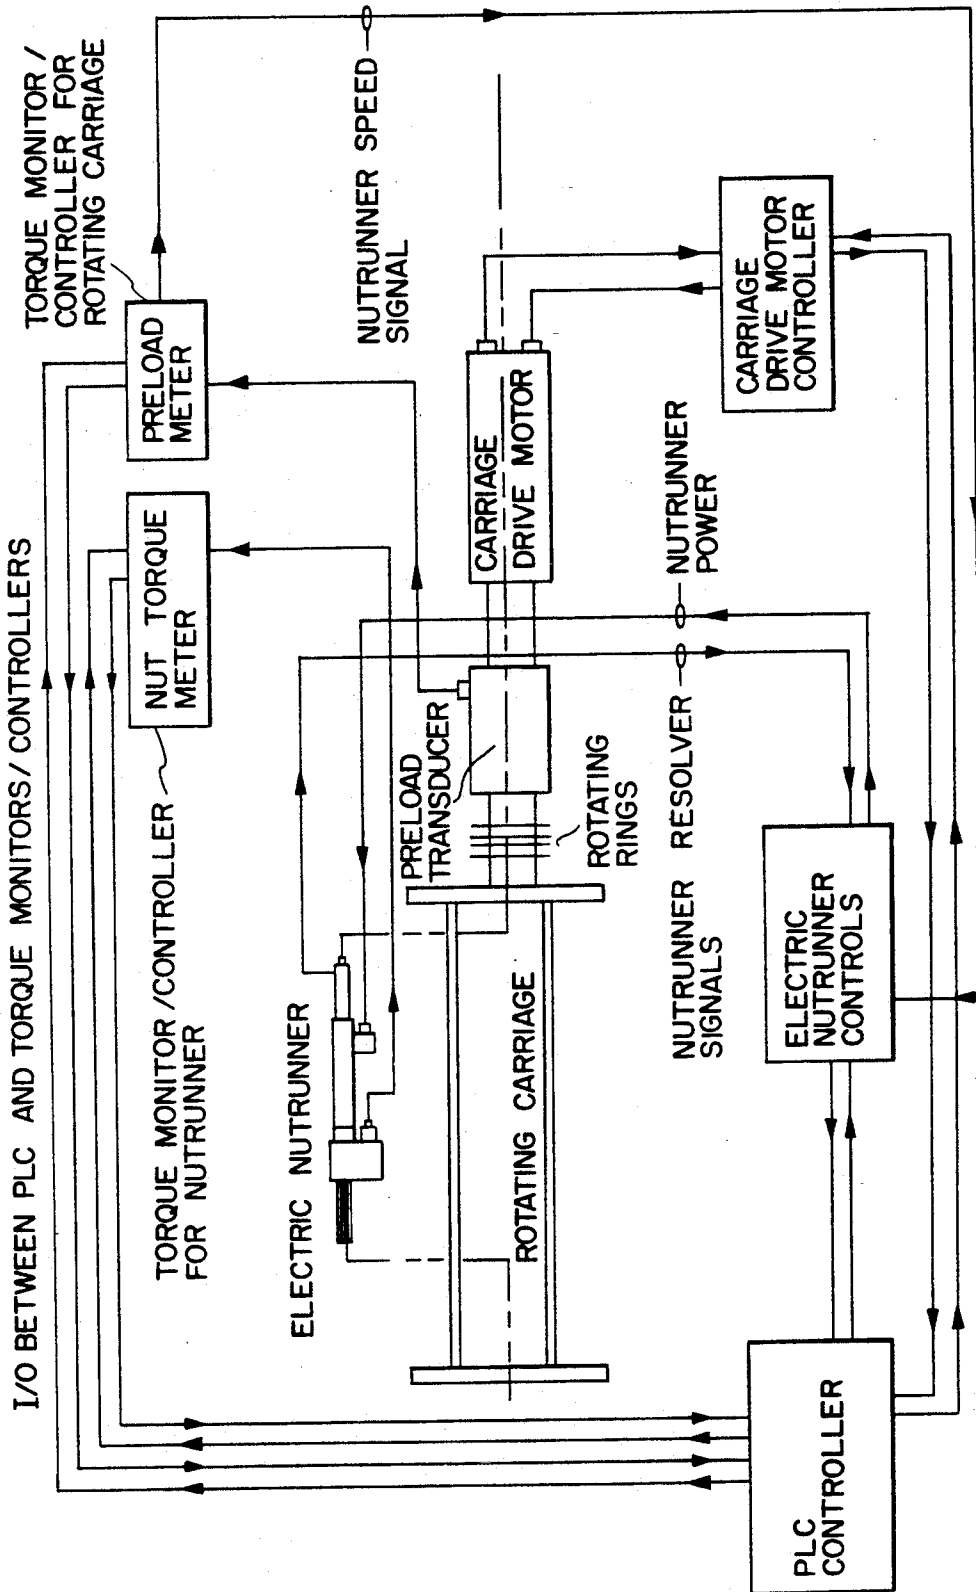 I/O BETWEEN PLC AND TORQUE MONITORS/CONTROLLERS
TORQUE MONITOR /
CONTROLLER FOR
ROTATING CARRIAGE
PRELOAD
METER
NUT TORQUE
METER
TORQUE MONITOR /CONTROLLER
FOR NUTRUNNER
NUTRUNNER SPEED
SIGNAL
ELECTRIC NUTRUNNER
PRELOAD
TRANSDUCER
CARRIAGE
DRIVE MOTOR
ROTATING CARRIAGE
ROTATING
RINGS
NUTRUNNER
SIGNALS
RESOLVER
NUTRUNNER
POWER
PLC
CONTROLLER
ELECTRIC
NUTRUNNER
CONTROLS
CARRIAGE
DRIVE MOTOR
CONTROLLER